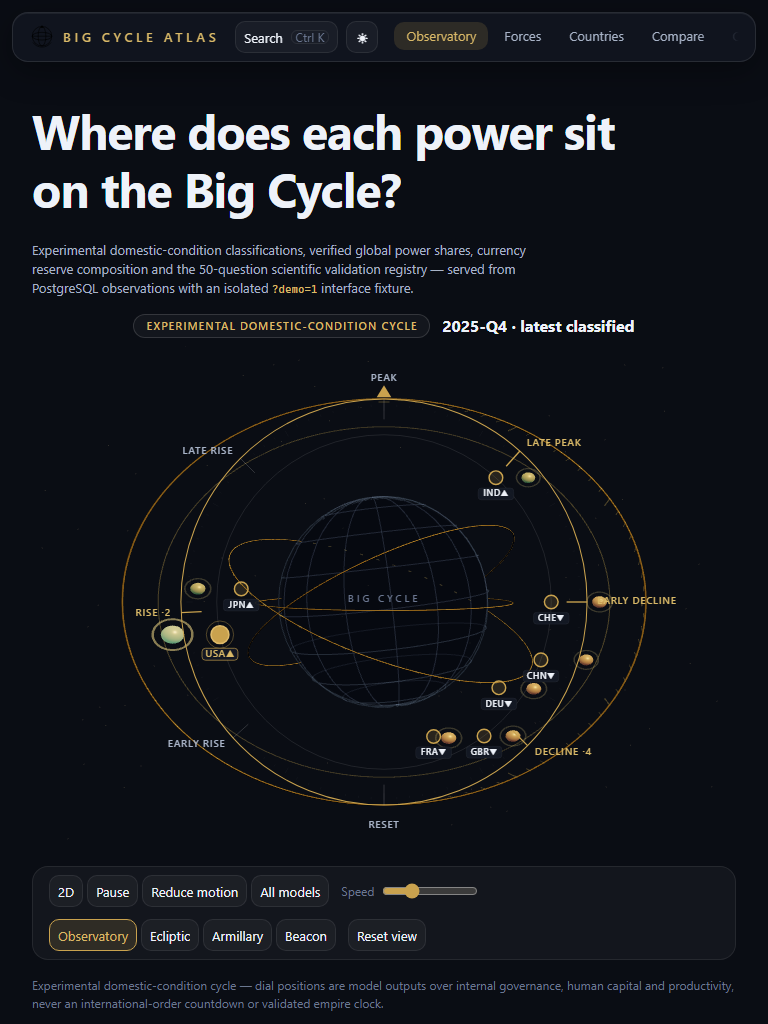 BIG CYCLE ATLAS
Search Ctrl K
Observatory
Forces
Countries
Compare
Where does each power sit
on the Big Cycle?
Experimental domestic-condition classifications, verified global power shares, currency
reserve composition and the 50-question scientific validation registry — served from
PostgreSQL observations with an isolated ?demo=1 interface fixture.
EXPERIMENTAL DOMESTIC-CONDITION CYCLE
2025-Q4 · latest classified
PEAK
LATE RISE
LATE PEAK
IND▲
BIG CYCLE
JPN▲
RISE ·2
EARLY DECLINE
CHE▼
USA▲
CHN▼
DEU▼
EARLY RISE
FRA▼
GBR▼
DECLINE ·4
RESET
2D
Pause
Reduce motion
All models
Speed
Observatory
Ecliptic
Armillary
Beacon
Reset view
Experimental domestic-condition cycle — dial positions are model outputs over internal governance, human capital and productivity,
never an international-order countdown or validated empire clock.